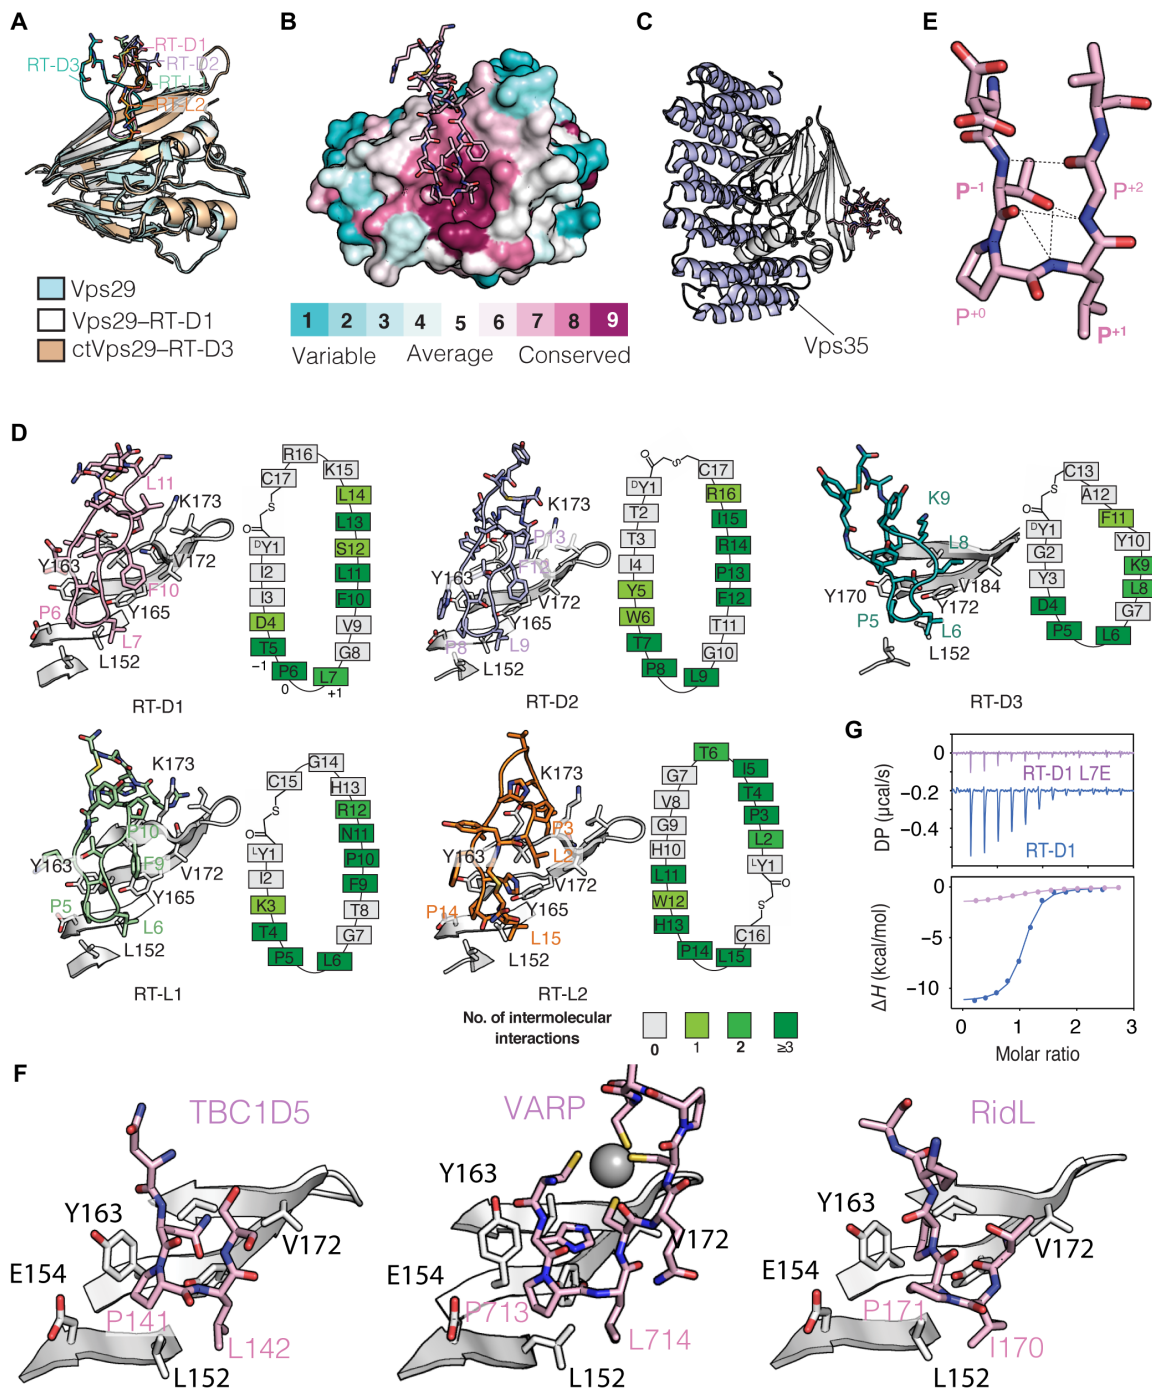 A
RT-D1
RT-D2
RT-D3
RT-L1
RT-L2
Vps29
Vps29–RT-D1
ctVps29–RT-D3
B
1 2 3 4 5 6 7 8 9
Variable Average Conserved
C
Vps35
E
P-1
P+2
P+0
P+1
D
L11
K173
Y163
V172
F10
P6
Y165
L7
L152
RT-D1
R16
C17
K15
S
O
L14
L13
DY1
S12
I2
L11
I3
F10
D4
V9
T5
G8
–1
P6
L7
0
+1
K173
P13
F12
Y163
V172
Y165
P8
L9
L152
RT-D2
O
S
C17
DY1
R16
T2
I15
T3
R14
I4
P13
Y5
F12
W6
T11
T7
G10
P8
L9
K9
L8
V184
Y170
Y172
P5
L6
L152
RT-D3
C13
S
A12
O
F11
DY1
Y10
G2
K9
Y3
L8
D4
G7
P5
L6
K173
P10
Y163
F9
V172
Y165
P5
L6
L152
RT-L1
G14
C15
H13
S
R12
O
N11
LY1
P10
I2
F9
K3
T8
T4
G7
P5
L6
K173
P3
L2
Y163
V172
Y165
P14
L15
L152
RT-L2
T6
G7
I5
V8
T4
G9
P3
H10
L2
L11
LY1
W12
O
S
H13
C16
P14
L15
No. of intermolecular
interactions
0 1 2 ≥3
G
0
RT-D1 L7E
−0.2
−0.4
RT-D1
DP (µcal/s)
0
−5
−10
ΔH (kcal/mol)
0 1 2 3
Molar ratio
F
TBC1D5
Y163
V172
E154
P141
L142
L152
VARP
Y163
V172
E154
P713
L714
L152
RidL
Y163
V172
E154
P171
I170
L152